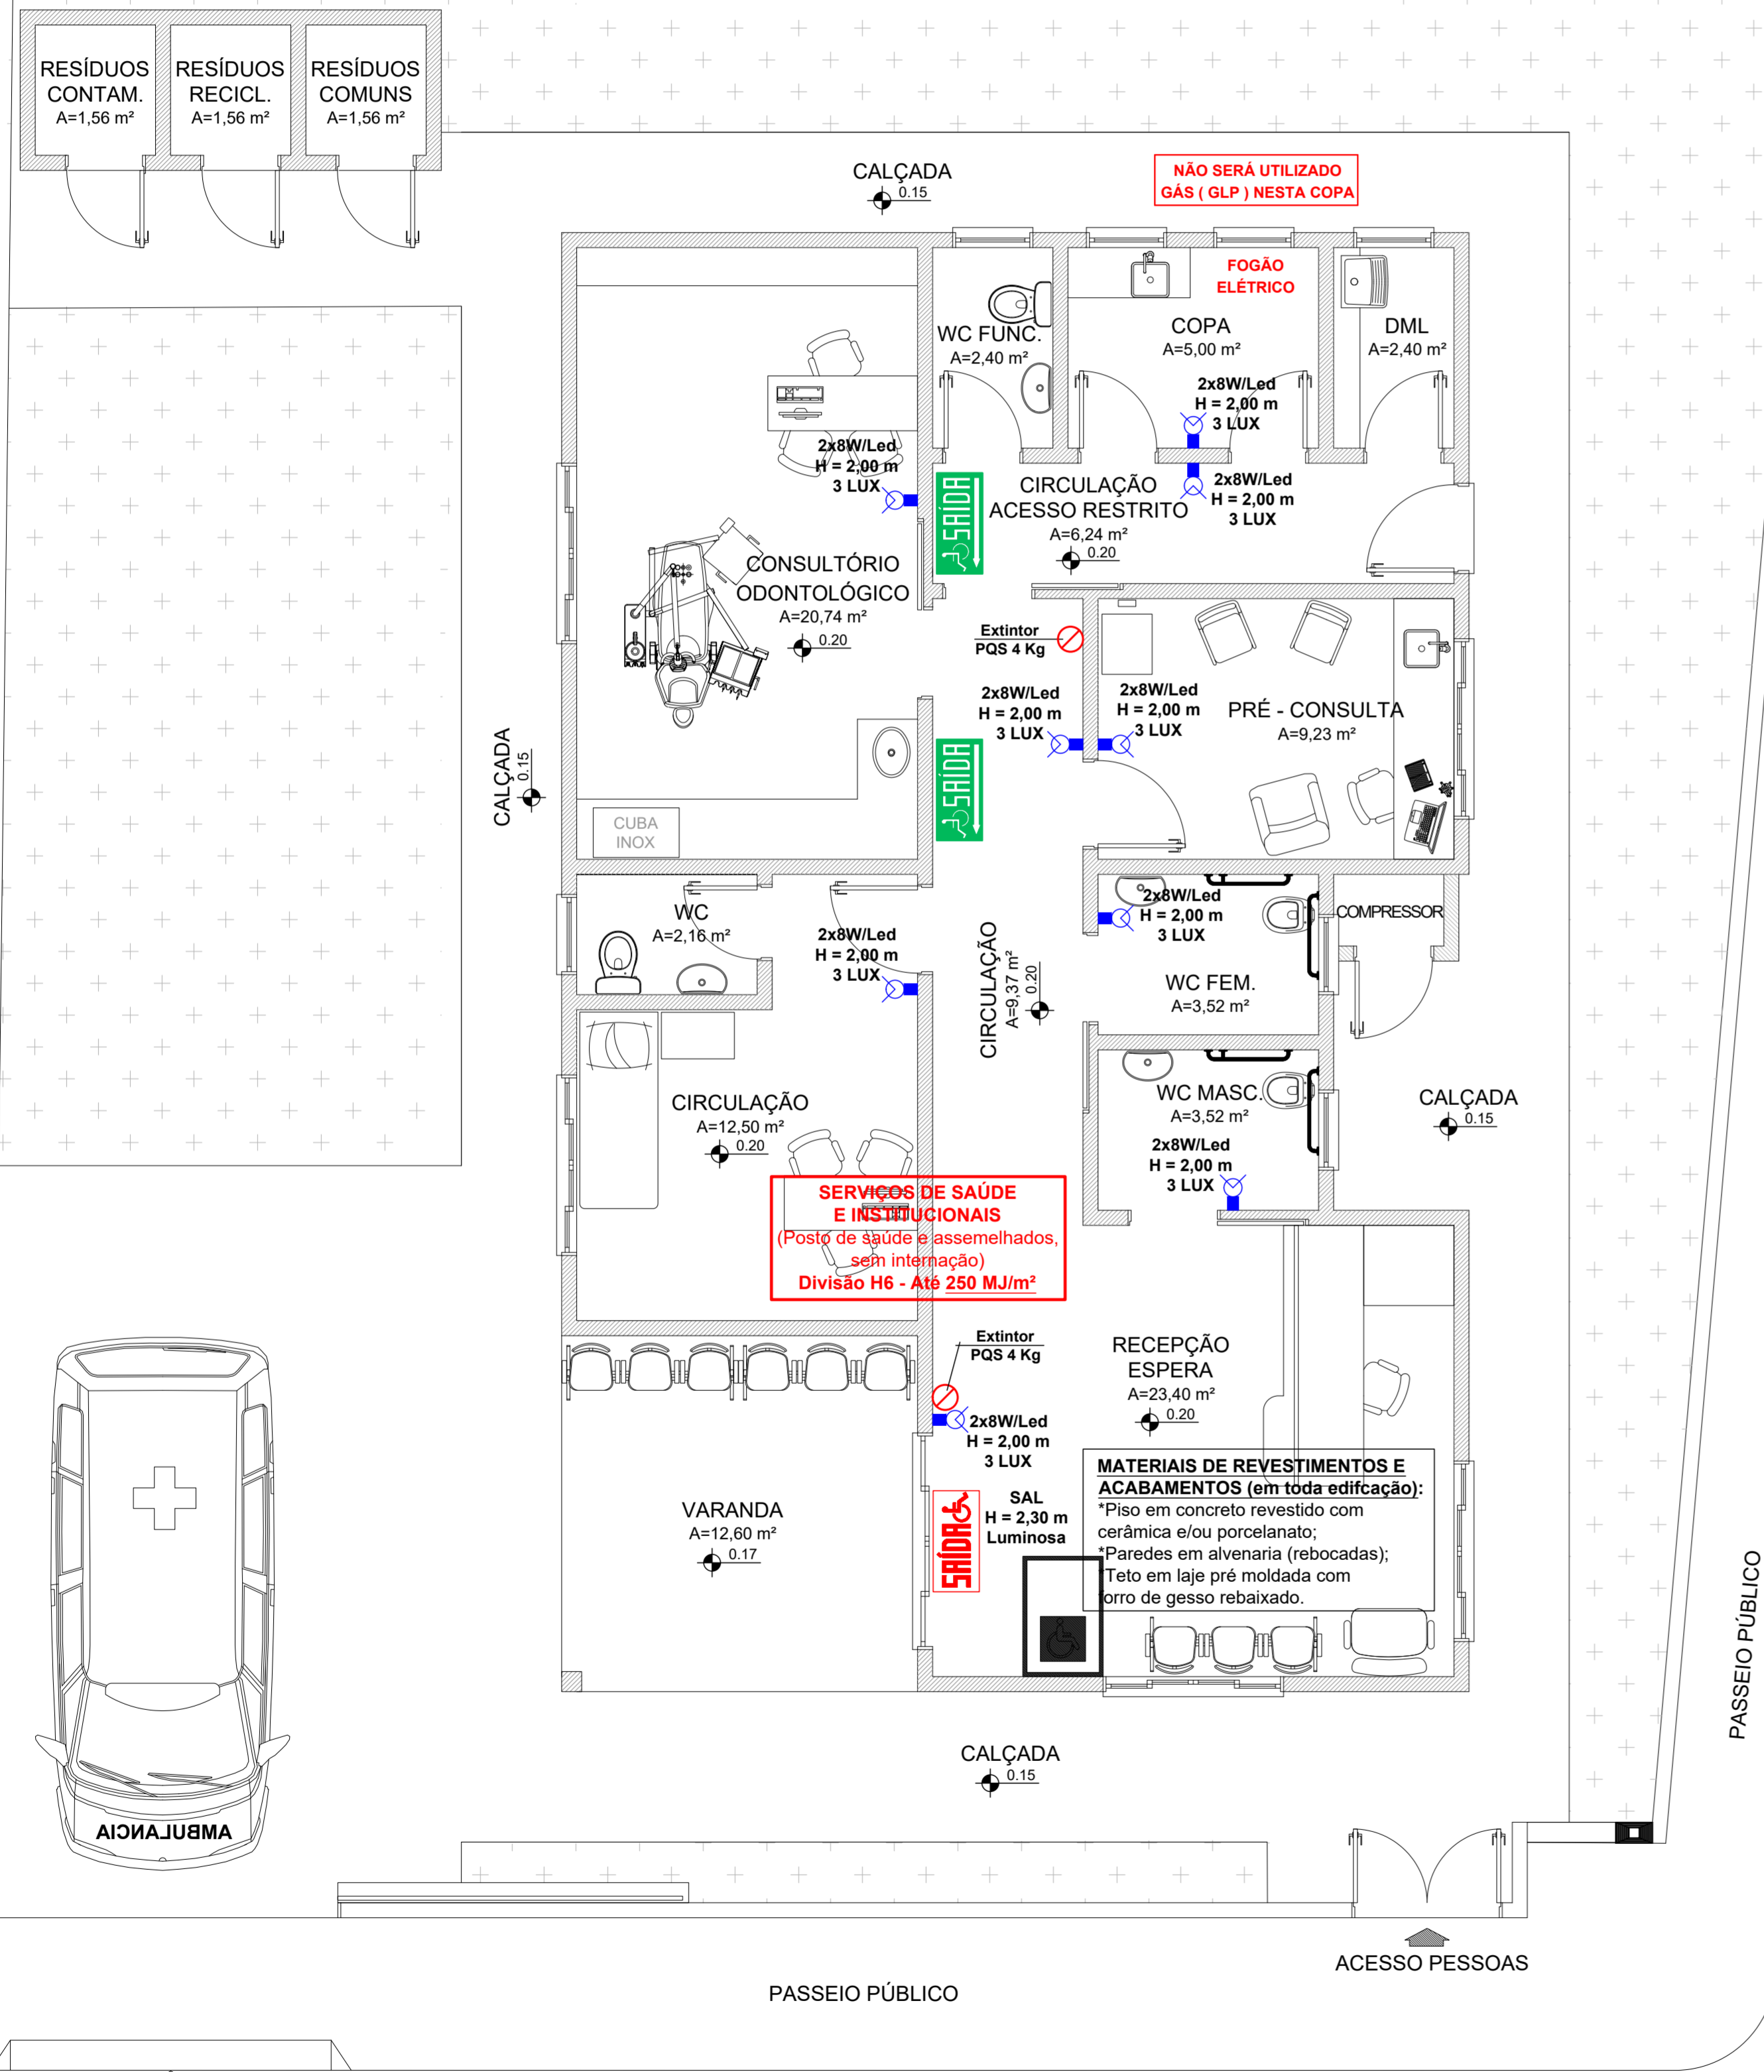 RESÍDUOS
CONTAM.
A=1,56 m²
RESÍDUOS
RECICL.
A=1,56 m²
RESÍDUOS
COMUNS
A=1,56 m²
CALÇADA
0.15
NÃO SERÁ UTILIZADO
GÁS ( GLP ) NESTA COPA
FOGÃO
ELÉTRICO
WC FUNC.
A=2,40 m²
COPA
A=5,00 m²
DML
A=2,40 m²
2x8W/Led
H = 2,00 m
3 LUX
2x8W/Led
H = 2,00 m
3 LUX
SAÍDA
CIRCULAÇÃO
ACESSO RESTRITO
A=6,24 m²
0.20
2x8W/Led
H = 2,00 m
3 LUX
CONSULTÓRIO
ODONTOLÓGICO
A=20,74 m²
0.20
Extintor
PQS 4 Kg
2x8W/Led
H = 2,00 m
3 LUX
2x8W/Led
H = 2,00 m
3 LUX
PRÉ - CONSULTA
A=9,23 m²
SAÍDA
CALÇADA
0.15
CUBA
INOX
WC
A=2,16 m²
2x8W/Led
H = 2,00 m
3 LUX
CIRCULAÇÃO
A=9,37 m²
0.20
2x8W/Led
H = 2,00 m
3 LUX
WC FEM.
A=3,52 m²
COMPRESSOR
CIRCULAÇÃO
A=12,50 m²
0.20
WC MASC.
A=3,52 m²
2x8W/Led
H = 2,00 m
3 LUX
CALÇADA
0.15
SERVIÇOS DE SAÚDE
E INSTITUCIONAIS
(Posto de saúde e assemelhados,
sem internação)
Divisão H6 - Até 250 MJ/m²
Extintor
PQS 4 Kg
RECEPÇÃO
ESPERA
A=23,40 m²
0.20
2x8W/Led
H = 2,00 m
3 LUX
VARANDA
A=12,60 m²
0.17
SAÍDA
SAL
H = 2,30 m
Luminosa
MATERIAIS DE REVESTIMENTOS E
ACABAMENTOS (em toda edifcação):
*Piso em concreto revestido com
cerâmica e/ou porcelanato;
*Paredes em alvenaria (rebocadas);
*Teto em laje pré moldada com
forro de gesso rebaixado.
PASSEIO PÚBLICO
CALÇADA
0.15
AMBULANCIA
ACESSO PESSOAS
PASSEIO PÚBLICO